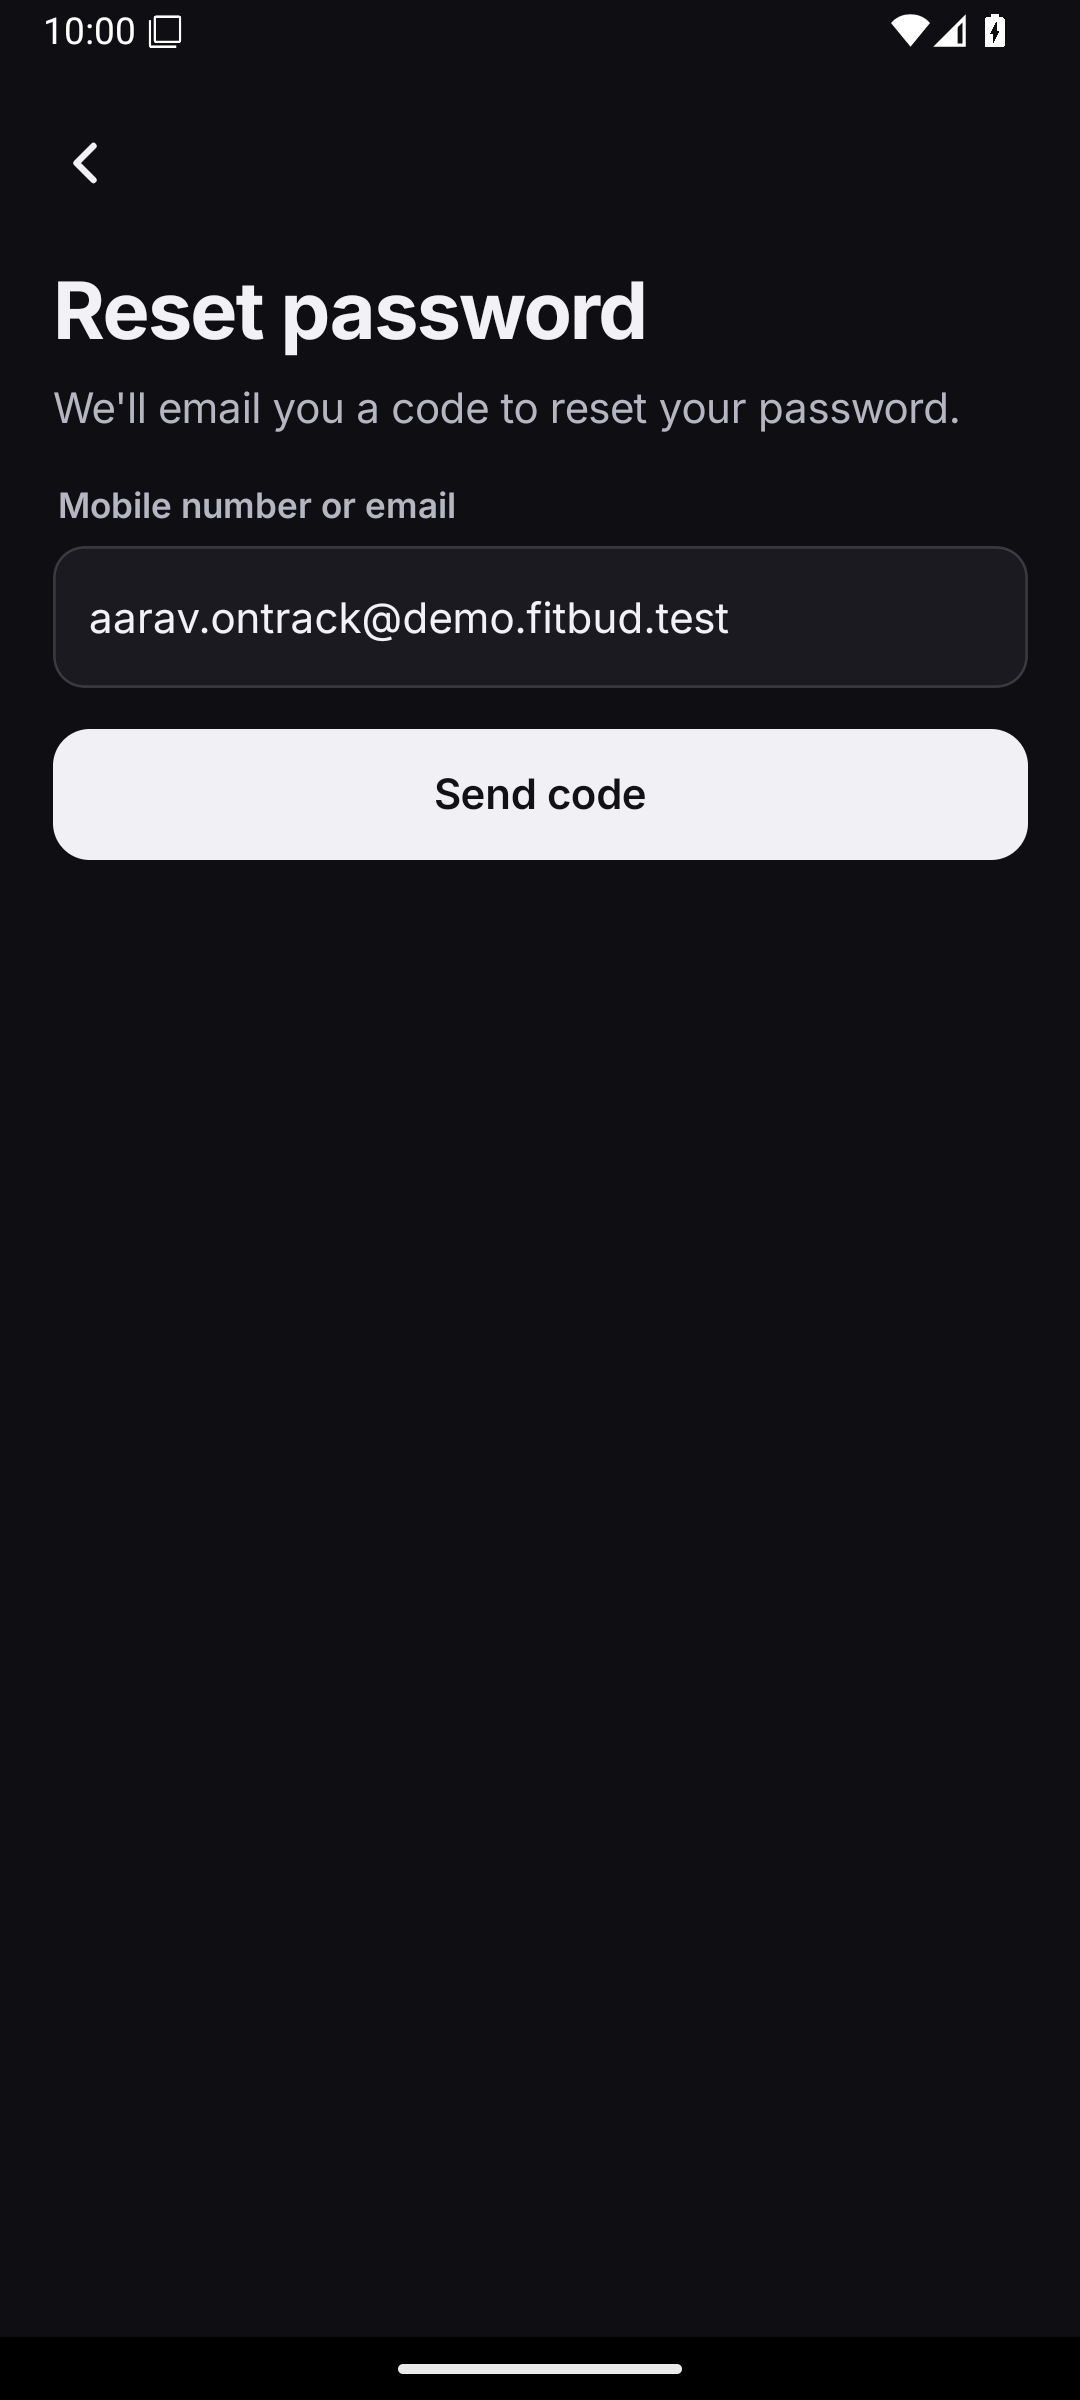 10:00
Reset password
We'll email you a code to reset your password.
Mobile number or email
aarav.ontrack@demo.fitbud.test
Send code